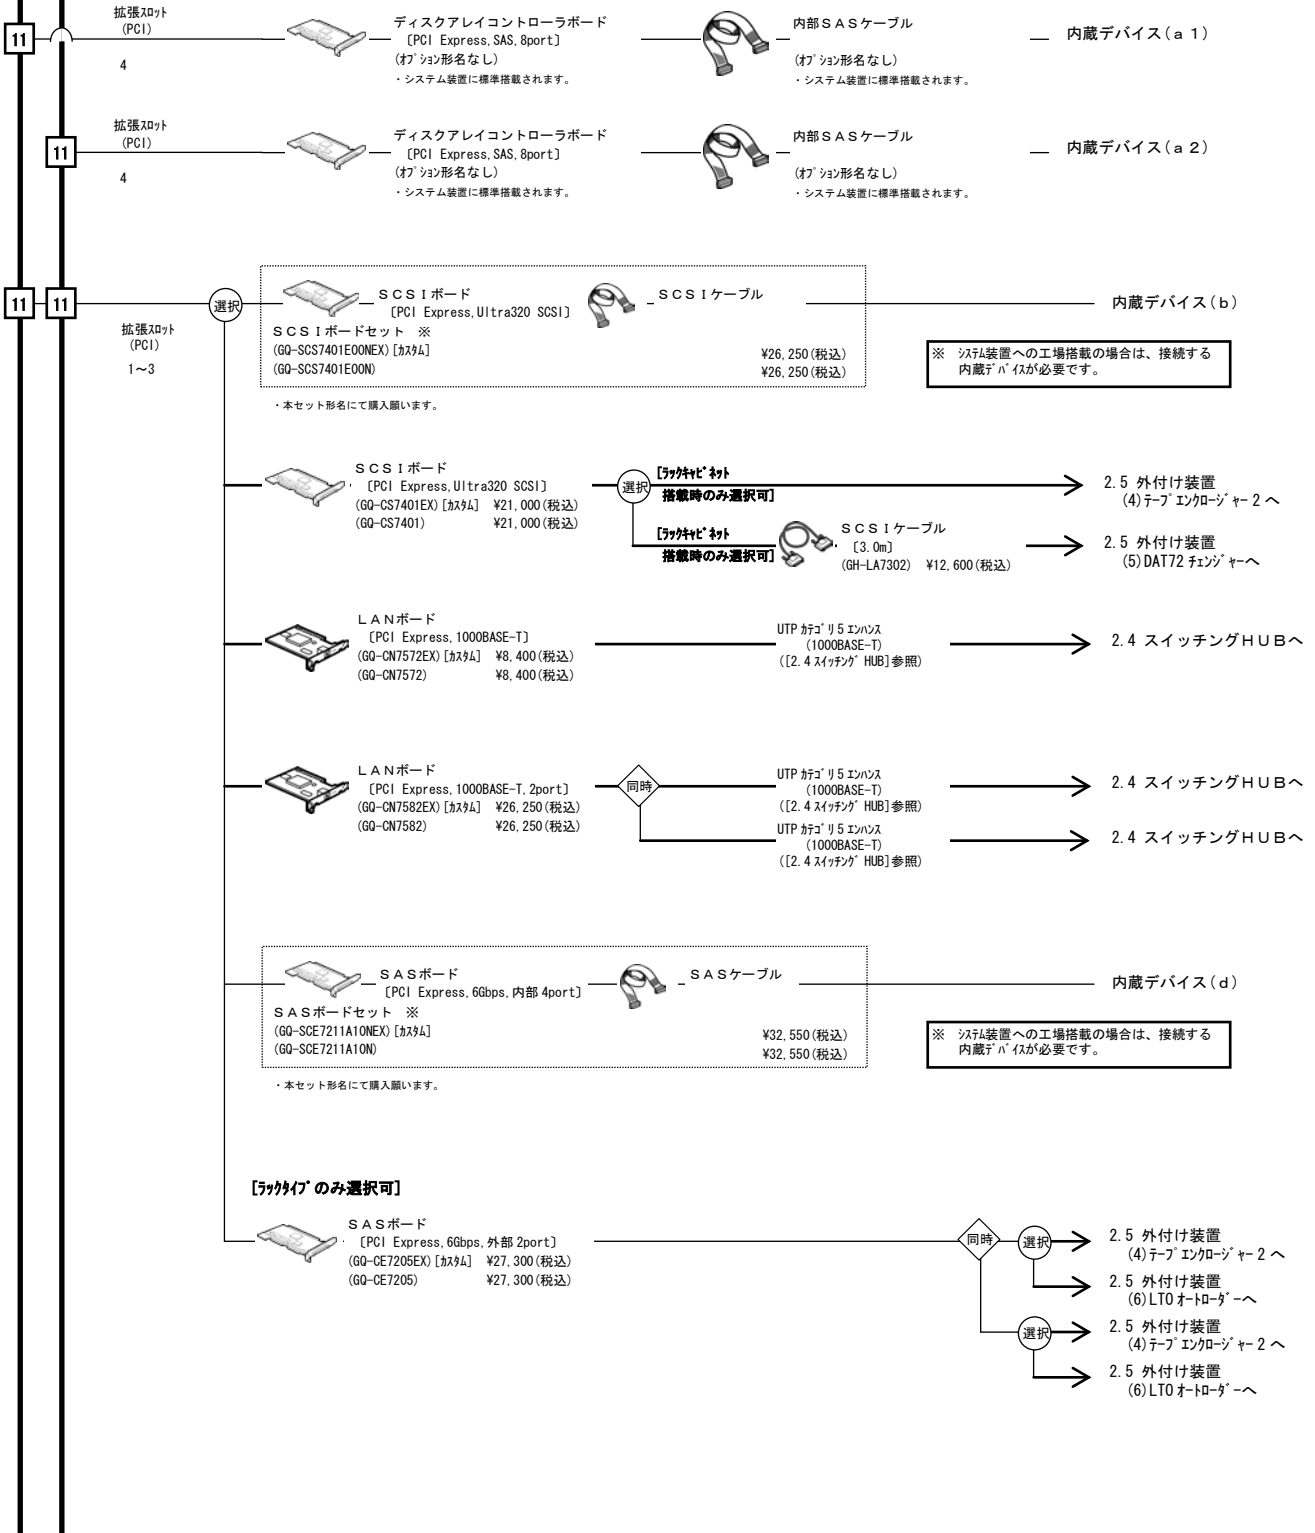 拡張ｽﾛｯﾄ
(PCI)
11
4
ディスクアレイコントローラボード
〔PCI Express,SAS,8port〕
(ｵﾌﾟｼｮﾝ形名なし)
・システム装置に標準搭載されます。
内部ＳＡＳケーブル
(ｵﾌﾟｼｮﾝ形名なし)
・システム装置に標準搭載されます。
内蔵デバイス(ａ１)
拡張ｽﾛｯﾄ
(PCI)
11
4
ディスクアレイコントローラボード
〔PCI Express,SAS,8port〕
(ｵﾌﾟｼｮﾝ形名なし)
・システム装置に標準搭載されます。
内部ＳＡＳケーブル
(ｵﾌﾟｼｮﾝ形名なし)
・システム装置に標準搭載されます。
内蔵デバイス(ａ２)
11
11
選択
拡張ｽﾛｯﾄ
(PCI)
1～3
ＳＣＳＩボード
〔PCI Express,Ultra320 SCSI〕
ＳＣＳＩケーブル
ＳＣＳＩボードセット ※
(GQ-SCS7401E00NEX)[ｶｽﾀﾑ] ¥26,250(税込)
(GQ-SCS7401E00N) ¥26,250(税込)
・本セット形名にて購入願います。
内蔵デバイス(ｂ)
※ ｼｽﾃﾑ装置への工場搭載の場合は、接続する
内蔵ﾃﾞﾊﾞｲｽが必要です。
ＳＣＳＩボード
〔PCI Express,Ultra320 SCSI〕
(GQ-CS7401EX)[ｶｽﾀﾑ] ¥21,000(税込)
(GQ-CS7401) ¥21,000(税込)
選択
[ﾗｯｸｷｬﾋﾞﾈｯﾄ
搭載時のみ選択可]
2.5 外付け装置
(4)ﾃｰﾌﾟｴﾝｸﾛｰｼﾞｬｰ2へ
[ﾗｯｸｷｬﾋﾞﾈｯﾄ
搭載時のみ選択可]
ＳＣＳＩケーブル
〔3.0m〕
(GH-LA7302) ¥12,600(税込)
2.5 外付け装置
(5)DAT72ﾁｪﾝｼﾞｬｰへ
ＬＡＮボード
〔PCI Express,1000BASE-T〕
(GQ-CN7572EX)[ｶｽﾀﾑ] ¥8,400(税込)
(GQ-CN7572) ¥8,400(税込)
UTPｶﾃｺﾞﾘ5ｴﾝﾊﾝｽ
(1000BASE-T)
([2.4ｽｲｯﾁﾝｸﾞHUB]参照)
2.4 スイッチングＨＵＢへ
ＬＡＮボード
〔PCI Express,1000BASE-T,2port〕
(GQ-CN7582EX)[ｶｽﾀﾑ] ¥26,250(税込)
(GQ-CN7582) ¥26,250(税込)
同時
UTPｶﾃｺﾞﾘ5ｴﾝﾊﾝｽ
(1000BASE-T)
([2.4ｽｲｯﾁﾝｸﾞHUB]参照)
2.4 スイッチングＨＵＢへ
UTPｶﾃｺﾞﾘ5ｴﾝﾊﾝｽ
(1000BASE-T)
([2.4ｽｲｯﾁﾝｸﾞHUB]参照)
2.4 スイッチングＨＵＢへ
ＳＡＳボード
〔PCI Express,6Gbps,内部4port〕
ＳＡＳケーブル
ＳＡＳボードセット ※
(GQ-SCE7211A10NEX)[ｶｽﾀﾑ] ¥32,550(税込)
(GQ-SCE7211A10N) ¥32,550(税込)
・本セット形名にて購入願います。
内蔵デバイス(ｄ)
※ ｼｽﾃﾑ装置への工場搭載の場合は、接続する
内蔵ﾃﾞﾊﾞｲｽが必要です。
[ﾗｯｸﾀｲﾌﾟのみ選択可]
ＳＡＳボード
〔PCI Express,6Gbps,外部2port〕
(GQ-CE7205EX)[ｶｽﾀﾑ] ¥27,300(税込)
(GQ-CE7205) ¥27,300(税込)
同時
選択
2.5 外付け装置
(4)ﾃｰﾌﾟｴﾝｸﾛｰｼﾞｬｰ2へ
2.5 外付け装置
(6)LTOｵｰﾄﾛｰﾀﾞｰへ
選択
2.5 外付け装置
(4)ﾃｰﾌﾟｴﾝｸﾛｰｼﾞｬｰ2へ
2.5 外付け装置
(6)LTOｵｰﾄﾛｰﾀﾞｰへ